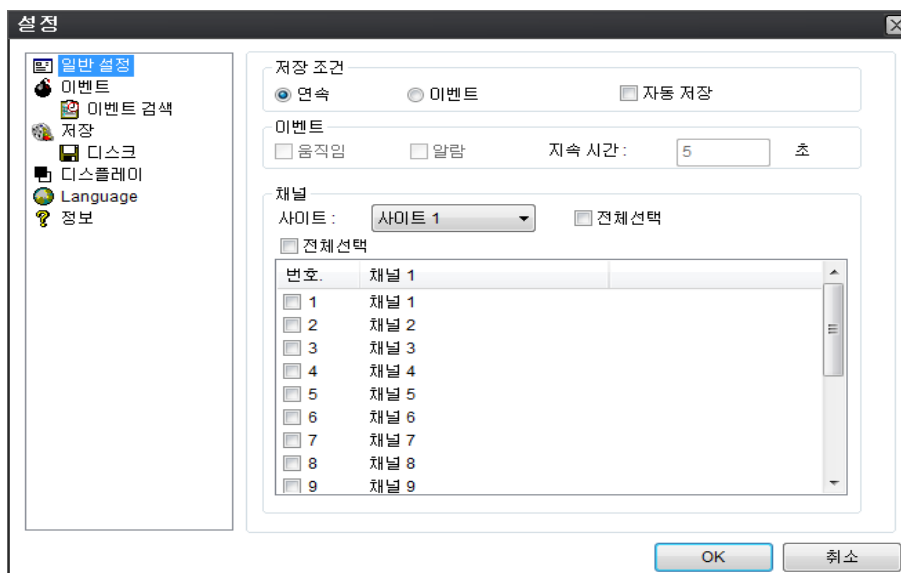 설정
일반 설정
이벤트
이벤트 검색
저장
디스크
디스플레이
Language
정보
저장 조건
연속 이벤트 자동 저장
이벤트
움직임 알람 지속 시간 : 5 초
채널
사이트 : 사이트 1 전체선택
전체선택
번호. 채널 1
1 채널 1
2 채널 2
3 채널 3
4 채널 4
5 채널 5
6 채널 6
7 채널 7
8 채널 8
9 채널 9
OK 취소